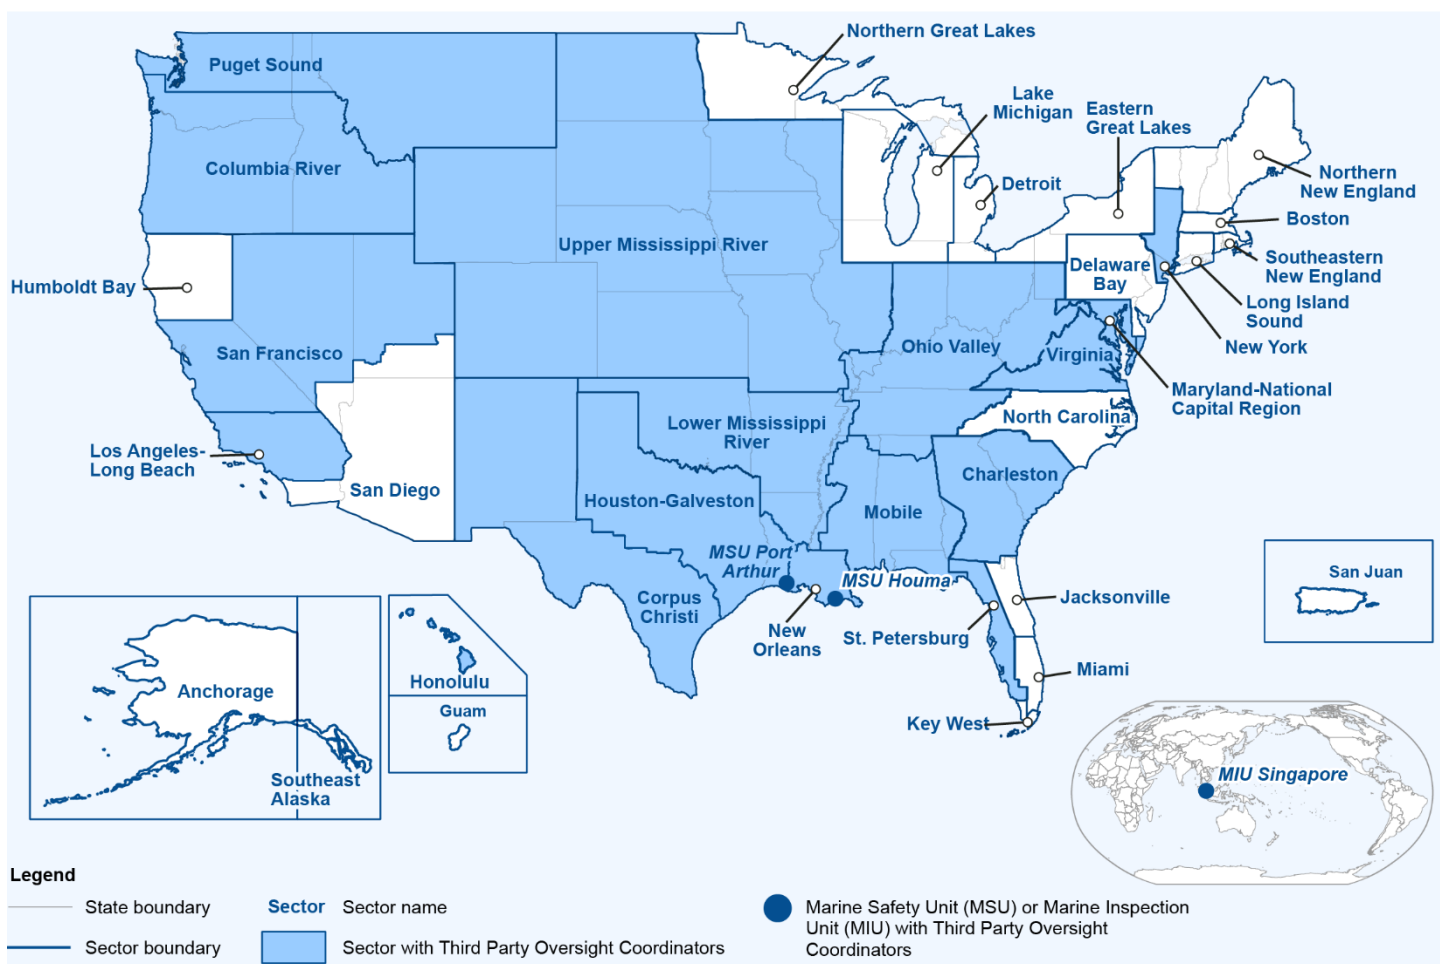 Northern Great Lakes
Puget Sound
Lake
Michigan
Eastern
Great Lakes
Columbia River
Detroit
Northern
New England
Boston
Upper Mississippi River
Southeastern
New England
Delaware
Bay
Humboldt Bay
Long Island
Sound
San Francisco
Ohio Valley
Virginia
New York
Maryland-National
Capital Region
North Carolina
Lower Mississippi
River
Los Angeles-
Long Beach
San Diego
Charleston
Houston-Galveston
Mobile
MSU Port
Arthur
MSU Houma
San Juan
Corpus
Christi
Jacksonville
New
Orleans
St. Petersburg
Miami
Honolulu
Anchorage
Guam
Key West
Southeast
Alaska
MIU Singapore
Legend
State boundary
Sector boundary
Sector
Sector name
Sector with Third Party Oversight Coordinators
Marine Safety Unit (MSU) or Marine Inspection
Unit (MIU) with Third Party Oversight
Coordinators